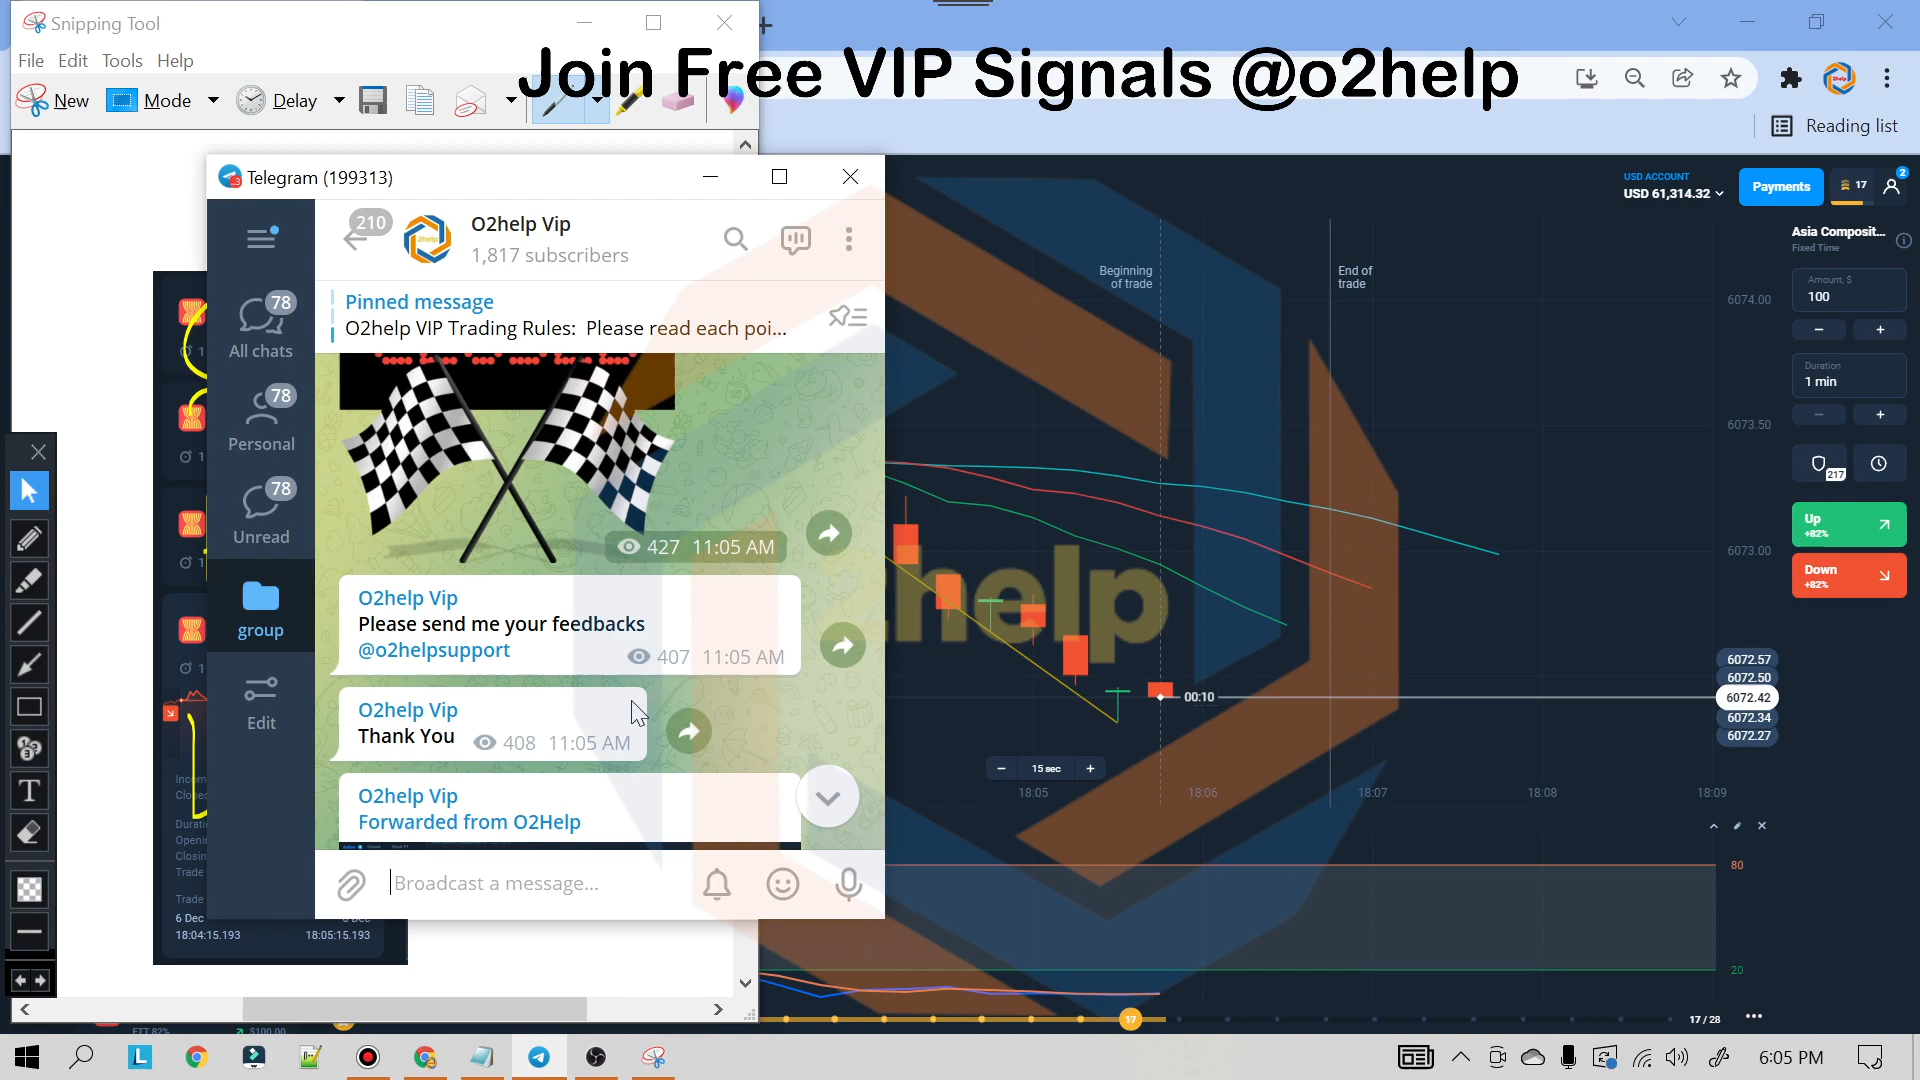 Snipping Tool
Join Free VIP Signals @o2help
File Edit Tools Help
New Mode Delay
Reading list
Telegram (199313)
210
O2help Vip
1,817 subscribers
Pinned message
O2help VIP Trading Rules: Please read each poi...
78
All chats
78
Personal
78
Unread
group
Edit
427 11:05 AM
O2help Vip
Please send me your feedbacks
@o2helpsupport
407 11:05 AM
O2help Vip
Thank You
408 11:05 AM
O2help Vip
Forwarded from O2Help
Broadcast a message...
18:04:15.193 18:05:15.193
USD ACCOUNT
USD 61,314.32
Payments
17
2
Asia Composit...
Fixed Time
Amount, $
100
Duration
1 min
217
Up
+82%
Down
+82%
Beginning
of trade
End of
trade
6074.00
6073.50
6073.00
6072.57
6072.50
6072.42
6072.34
6072.27
help
00:10
15 sec
18:05 18:06 18:07 18:08 18:09
80
20
17
17 / 28
6:05 PM